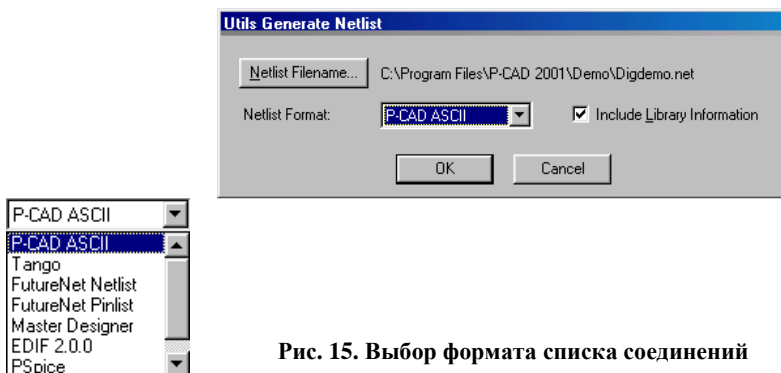 Utils Generate Netlist
Netlist Filename... C:\Program Files\P-CAD 2001\Demo\Digdemo.net
Netlist Format: P-CAD ASCII Include Library Information
OK Cancel
P-CAD ASCII
P-CAD ASCII
Tango
FutureNet Netlist
FutureNet Pinlist
Master Designer
EDIF 2.0.0
PSpice
Рис. 15. Выбор формата списка соединений